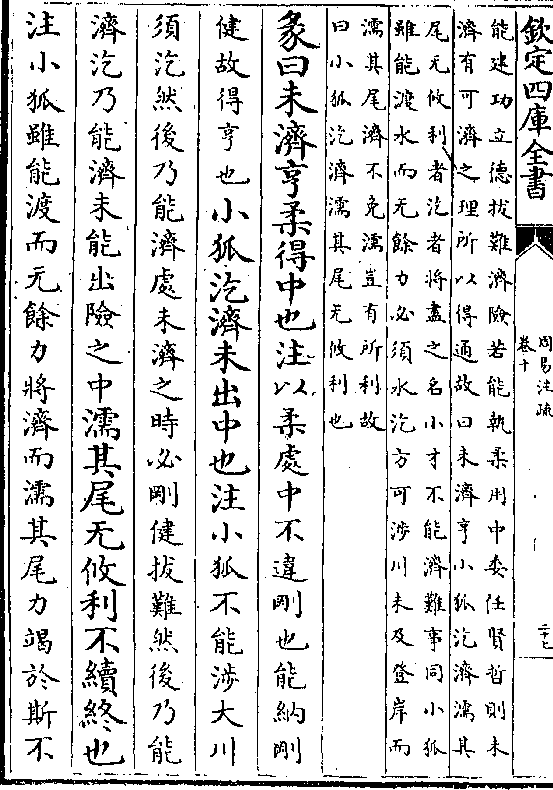 欽定四庫全書
周易注疏
卷十
二十七
能建功立德拔難濟險若能執柔用中委任賢哲則未
濟有可濟之理所以得通故曰未濟亨小狐汔濟濡其
尾无攸利者汔者將盡之名小才不能濟難事同小狐
雖能渡水而无餘力必須水汔方可涉川未及登岸而
濡其尾濟不免濡豈有所利故
曰小狐汔濟濡其尾无攸利也
彖曰未濟亨柔得中也注以柔處中不違剛也能納剛
健故得亨也小狐汔濟未出中也注小狐不能涉大川
須汔然後乃能濟處未濟之時必剛健拔難然後乃能
濟汔乃能濟未能出險之中濡其尾无攸利不續終也
注小狐雖能渡而无餘力將濟而濡其尾力竭於斯不